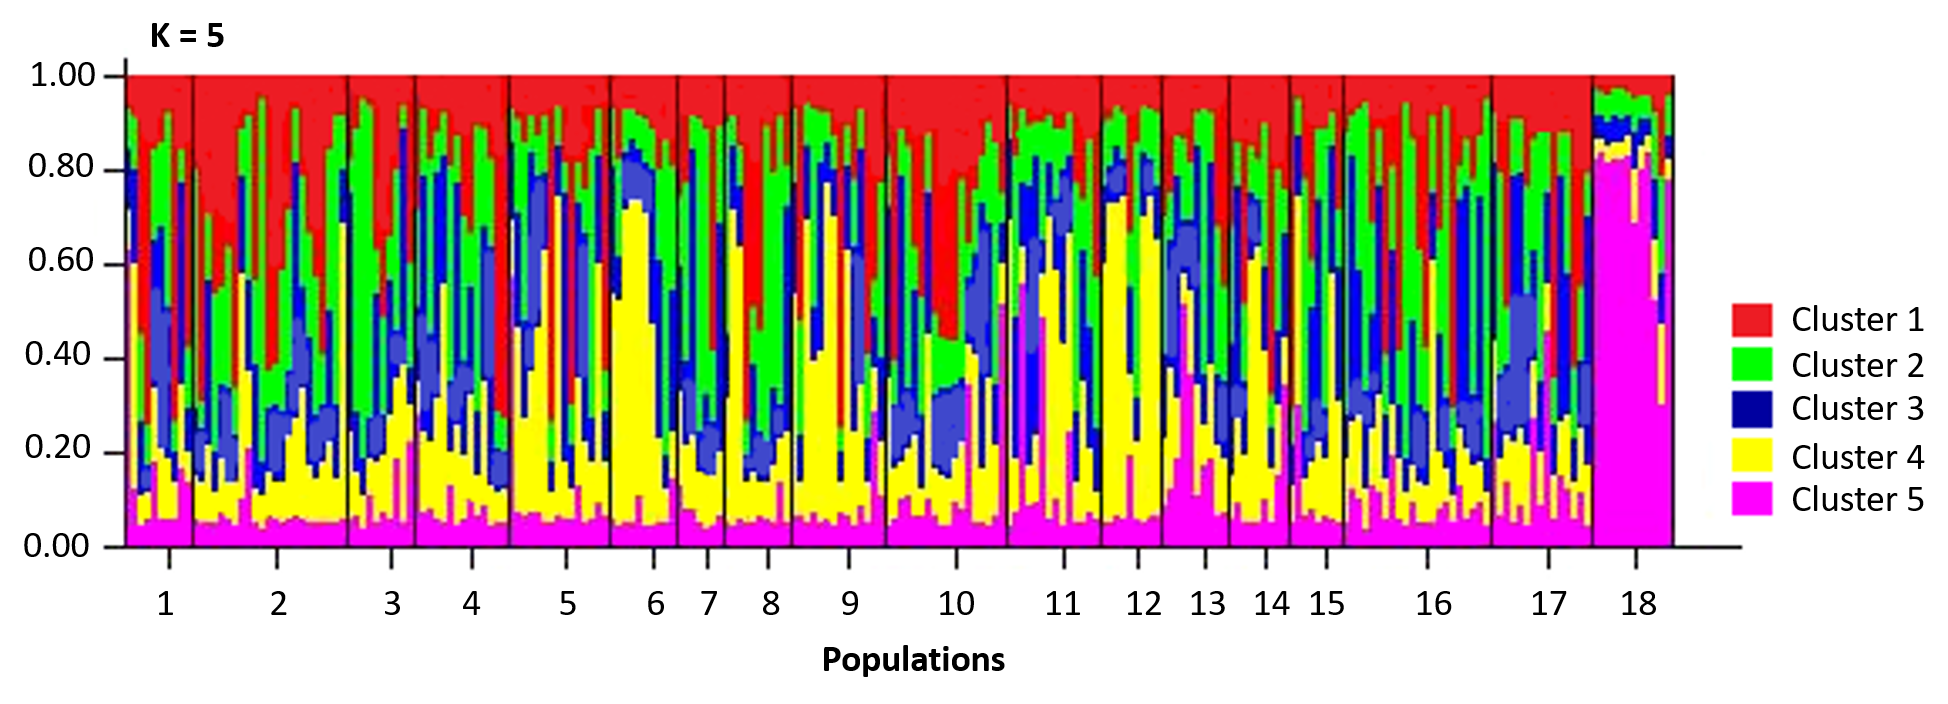 K = 5
1.00
0.80
0.60
0.40
0.20
0.00
1 2 3 4 5 6 7 8 9 10 11 12 13 14 15 16 17 18
Populations
Cluster 1
Cluster 2
Cluster 3
Cluster 4
Cluster 5